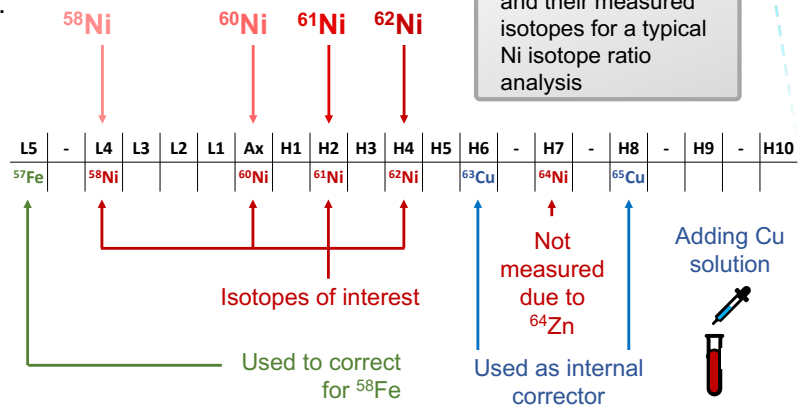 .
and their measured
isotopes for a typical
Ni isotope ratio
analysis
⁵⁸Ni ⁶⁰Ni ⁶¹Ni ⁶²Ni
L5 - L4 L3 L2 L1 Ax H1 H2 H3 H4 H5 H6 - H7 - H8 - H9 - H10
⁵⁷Fe ⁵⁸Ni ⁶⁰Ni ⁶¹Ni ⁶²Ni ⁶³Cu ⁶⁴Ni ⁶⁵Cu
Isotopes of interest
Not
measured
due to
⁶⁴Zn
Adding Cu
solution
Used to correct
for ⁵⁸Fe
Used as internal
corrector